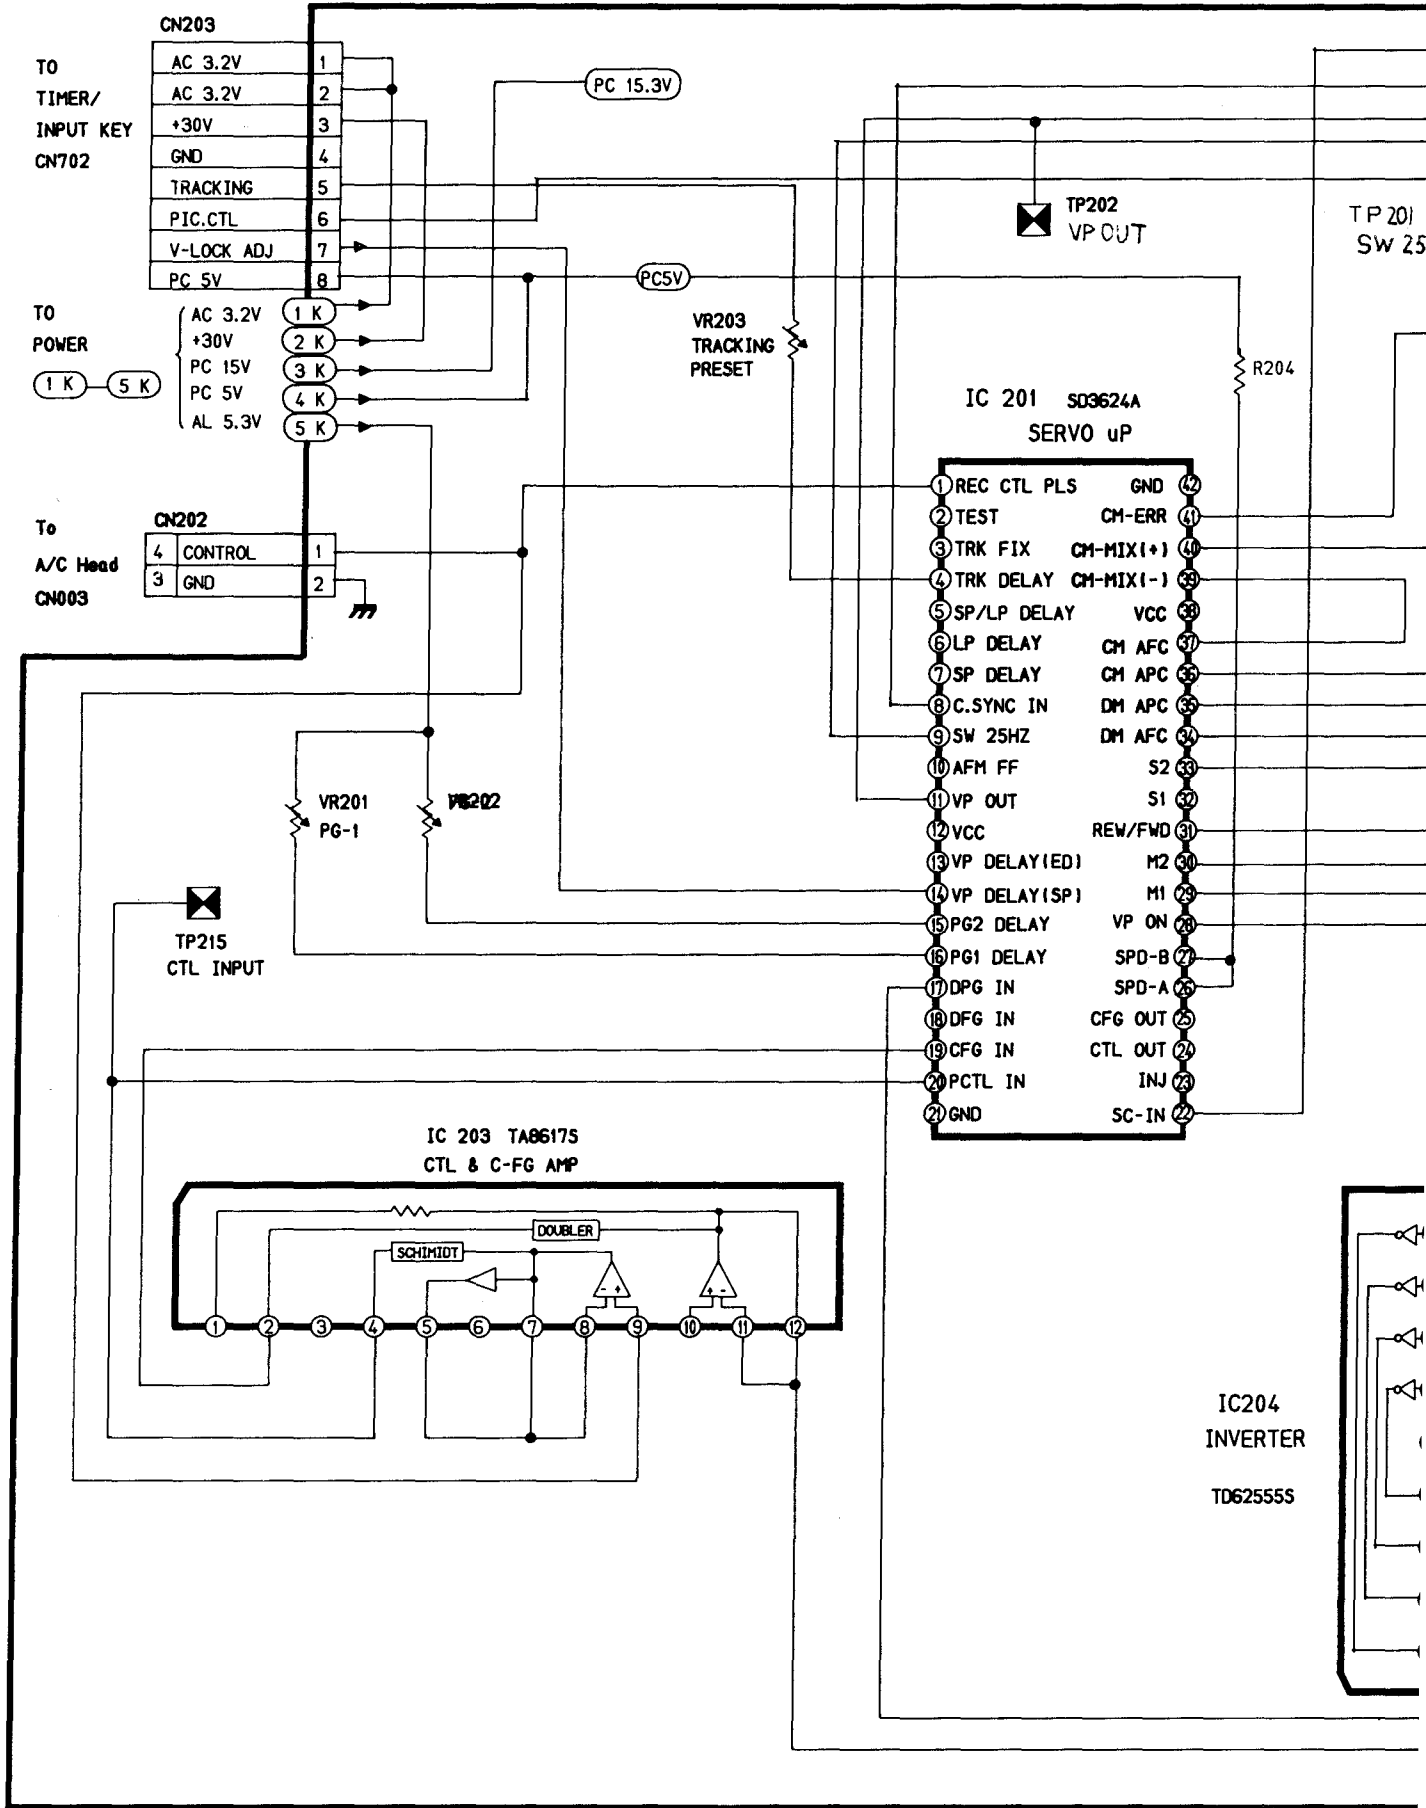 CN203
TO
TIMER/
INPUT KEY
CN702
AC 3.2V 1
AC 3.2V 2
+30V 3
GND 4
TRACKING 5
PIC.CTL 6
V-LOCK ADJ 7
PC 5V 8
PC 15.3V
TP202
VP OUT
TP201
SW 25
PC5V
TO
POWER
1 K 5 K
AC 3.2V 1 K
+30V 2 K
PC 15V 3 K
PC 5V 4 K
AL 5.3V 5 K
VR203
TRACKING
PRESET
R204
IC 201 SD3624A
SERVO uP
To
A/C Head
CN003
CN202
4 CONTROL 1
3 GND 2
1 REC CTL PLS GND 42
2 TEST CM-ERR 41
3 TRK FIX CM-MIX(+) 40
4 TRK DELAY CM-MIX(-) 39
5 SP/LP DELAY VCC 38
6 LP DELAY CM AFC 37
7 SP DELAY CM APC 36
8 C.SYNC IN DM APC 35
9 SW 25HZ DM AFC 34
10 AFM FF S2 33
11 VP OUT S1 32
12 VCC REW/FWD 31
13 VP DELAY(ED) M2 30
14 VP DELAY(SP) M1 29
15 PG2 DELAY VP ON 28
16 PG1 DELAY SPD-B 27
17 DPG IN SPD-A 26
18 DFG IN CFG OUT 25
19 CFG IN CTL OUT 24
20 PCTL IN INJ 23
21 GND SC-IN 22
VR201
PG-1
TP215
CTL INPUT
IC 203 TA8617S
CTL & C-FG AMP
DOUBLER
SCHIMIDT
- +
+ -
1 2 3 4 5 6 7 8 9 10 11 12
IC204
INVERTER
TD62555S